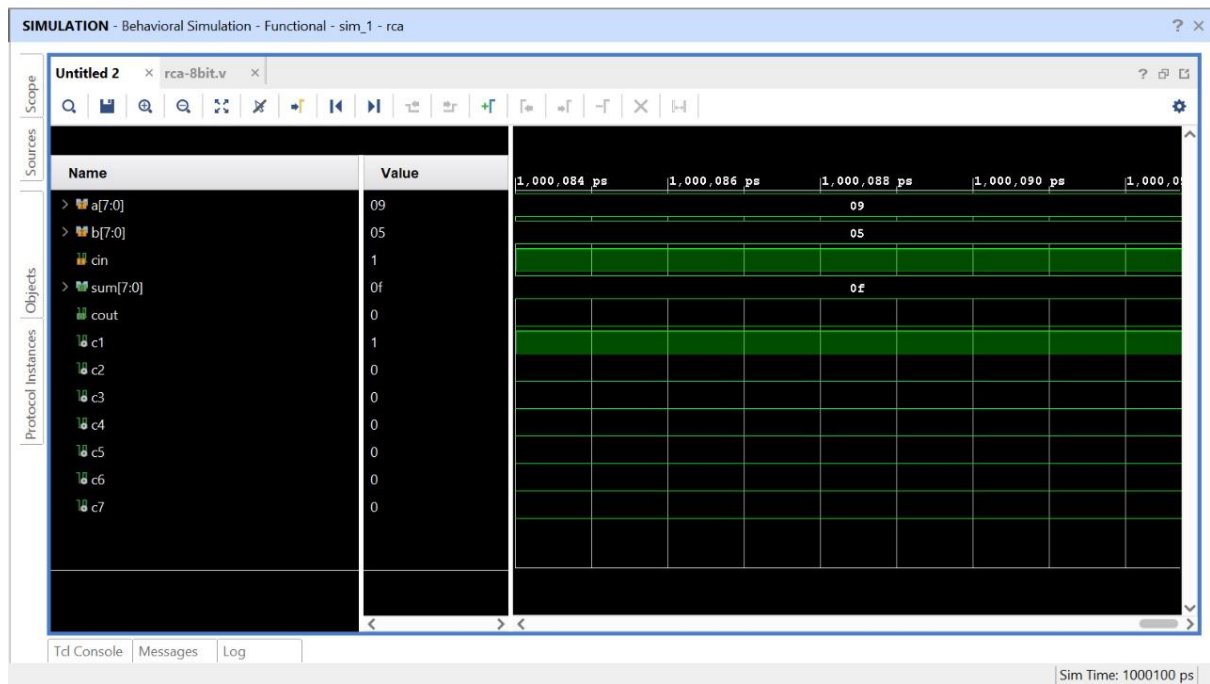 SIMULATION - Behavioral Simulation - Functional - sim_1 - rca
Untitled 2
rca-8bit.v
Scope
Sources
Objects
Protocol Instances
Name Value
1,000,084 ps 1,000,086 ps 1,000,088 ps 1,000,090 ps
a[7:0] 09 09
b[7:0] 05 05
cin 1
sum[7:0] 0f 0f
cout 0
c1 1
c2 0
c3 0
c4 0
c5 0
c6 0
c7 0
Tcl Console Messages Log
Sim Time: 1000100 ps